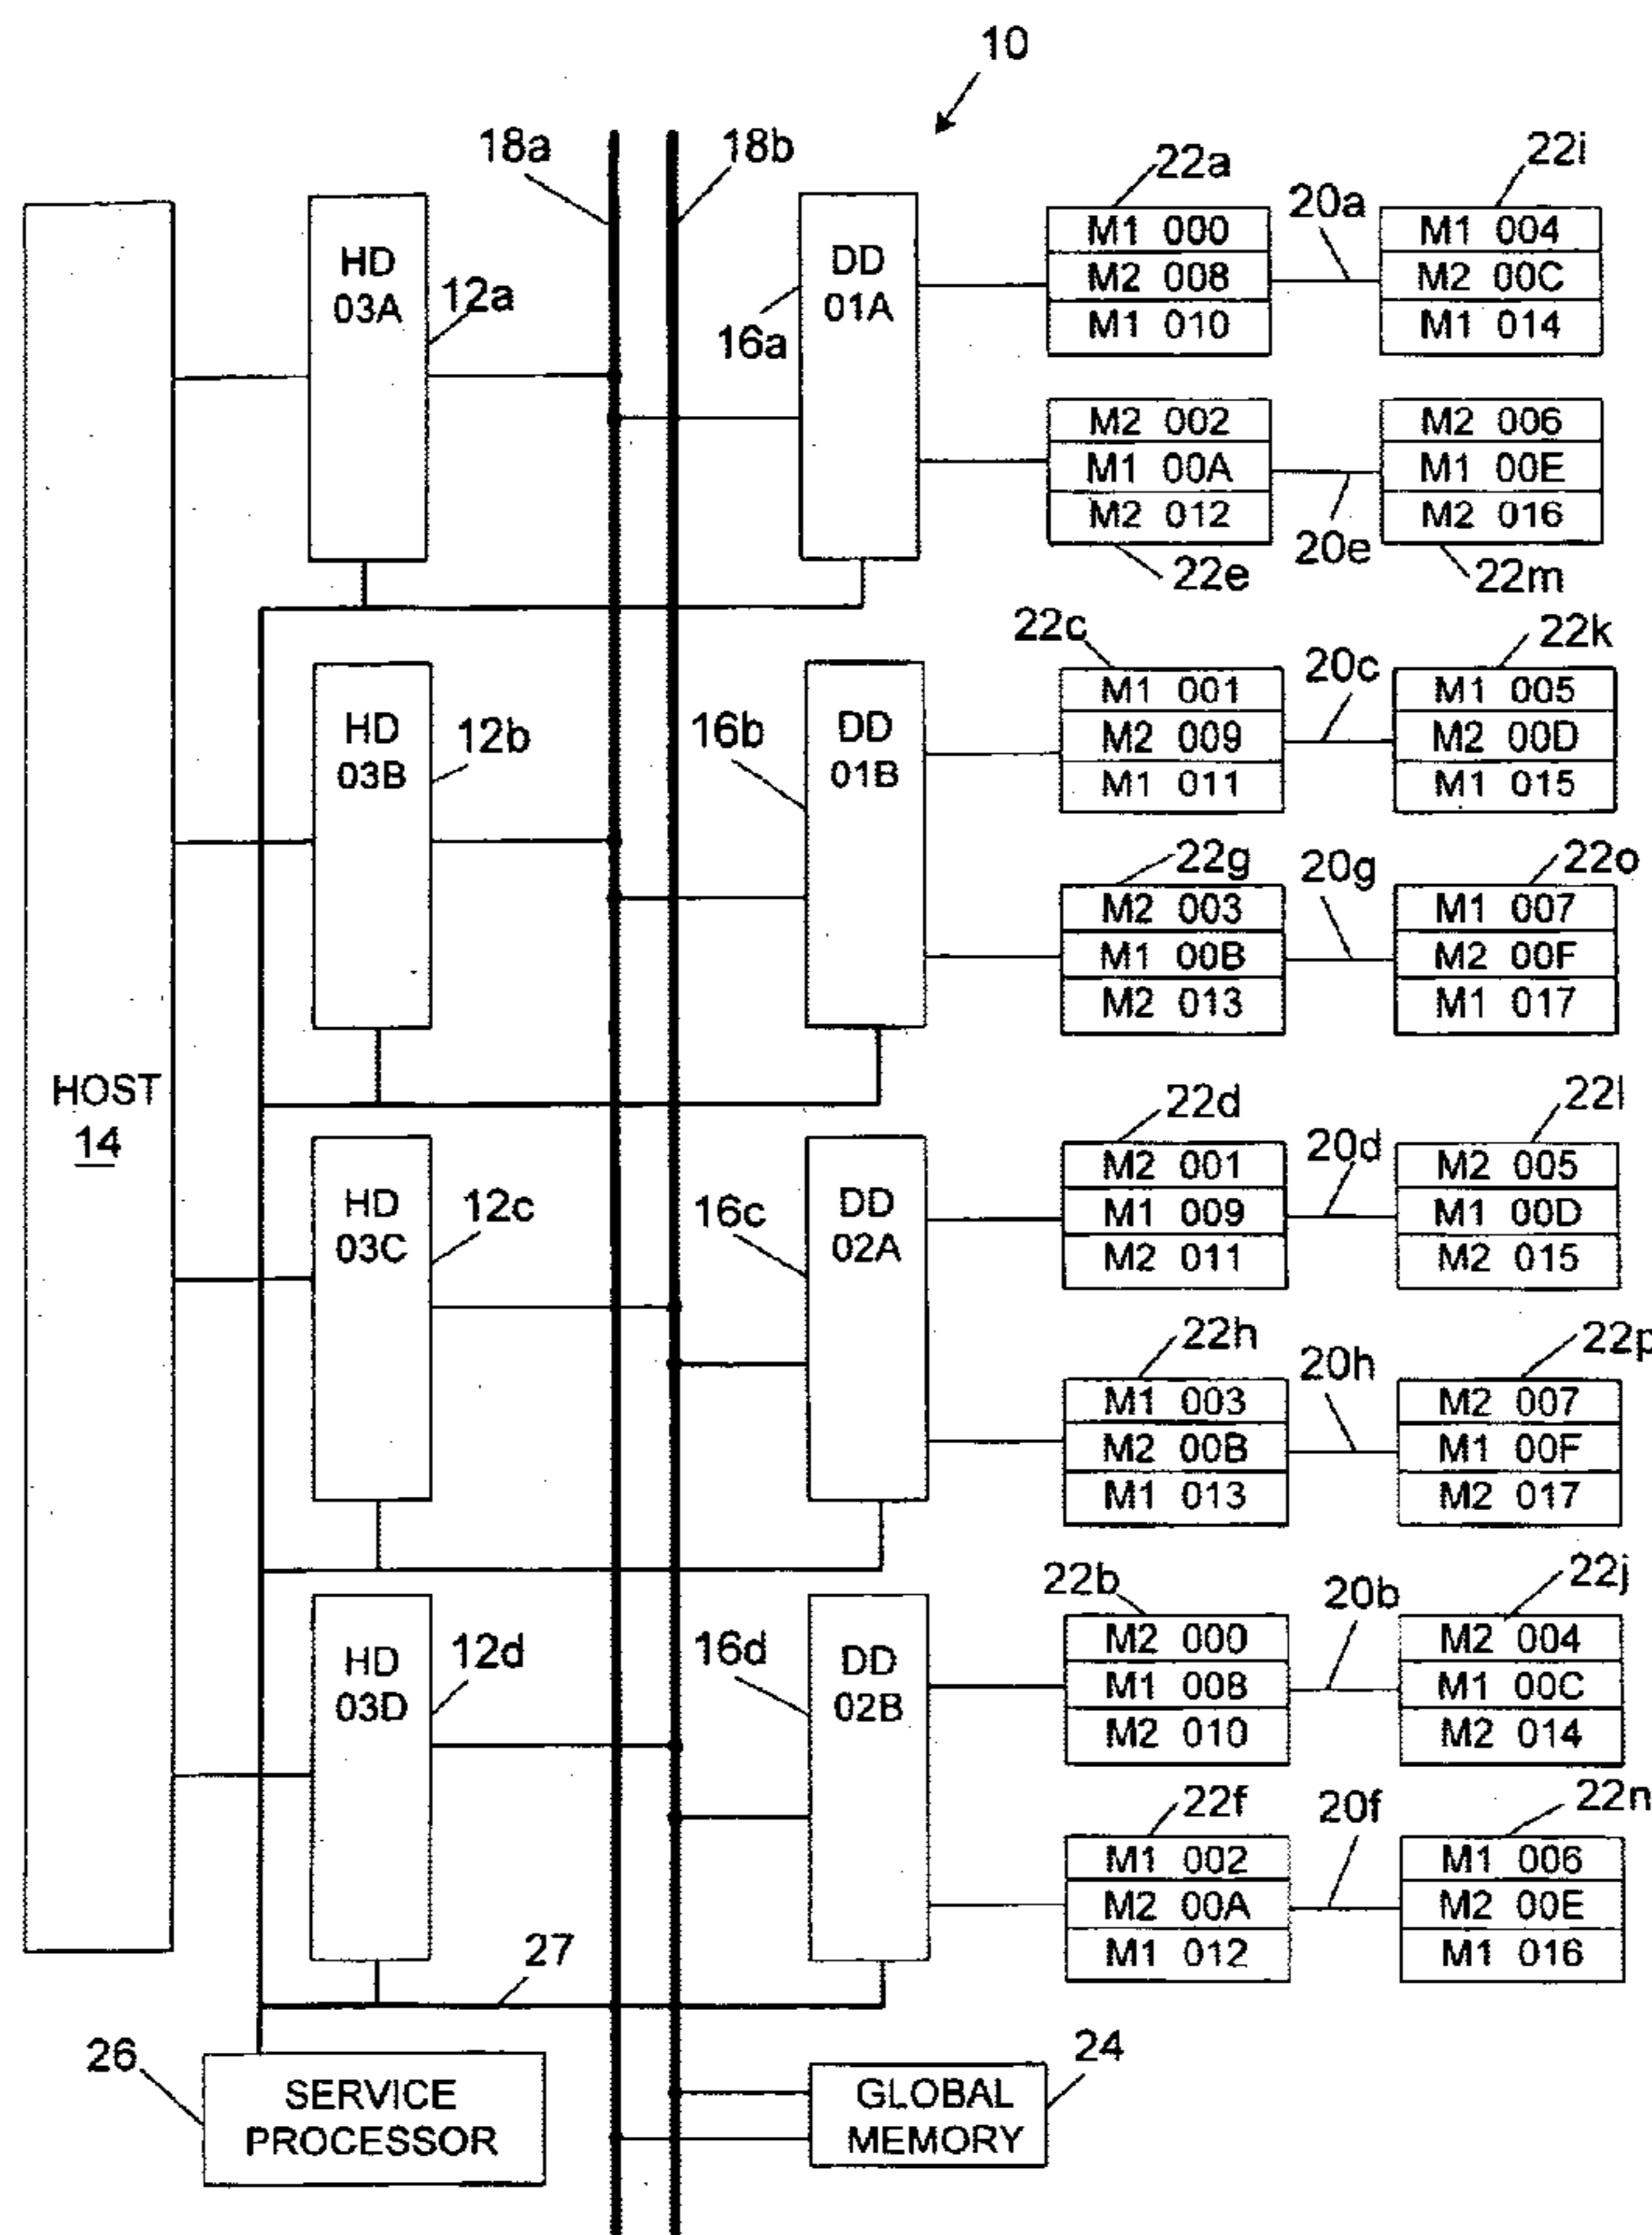 10
18a
18b
22a
20a
22i
HD
03A
12a
16a
DD
01A
M1 000
M2 008
M1 010
M1 004
M2 00C
M1 014
M2 002
M1 00A
M2 012
M2 006
M1 00E
M2 016
22e
20e
22m
22c
20c
22k
HD
03B
12b
16b
DD
01B
M1 001
M2 009
M1 011
M1 005
M2 00D
M1 015
22g
20g
22o
M2 003
M1 00B
M2 013
M1 007
M2 00F
M1 017
HOST
14
22d
20d
22l
HD
03C
12c
16c
DD
02A
M2 001
M1 009
M2 011
M2 005
M1 00D
M2 015
22h
20h
22p
M1 003
M2 00B
M1 013
M2 007
M1 00F
M2 017
22b
20b
22j
HD
03D
12d
16d
DD
02B
M2 000
M1 00B
M2 010
M2 004
M1 00C
M2 014
22f
20f
22n
M1 002
M2 00A
M1 012
M1 006
M2 00E
M1 016
27
26
SERVICE
PROCESSOR
24
GLOBAL
MEMORY